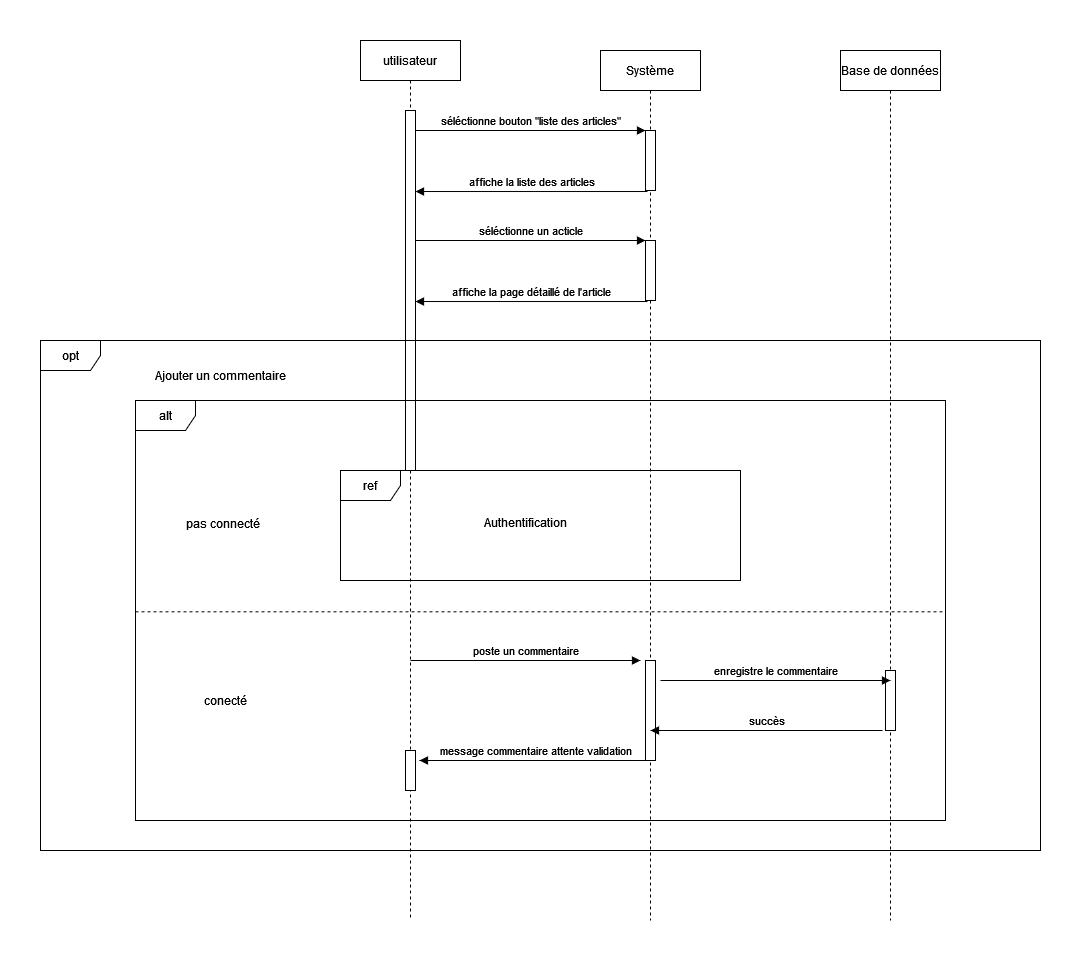 utilisateur
Système
Base de données
séléctionne bouton "liste des articles"
affiche la liste des articles
séléctionne un acticle
affiche la page détaillé de l'article
opt
Ajouter un commentaire
alt
ref
pas connecté
Authentification
poste un commentaire
enregistre le commentaire
conecté
succès
message commentaire attente validation